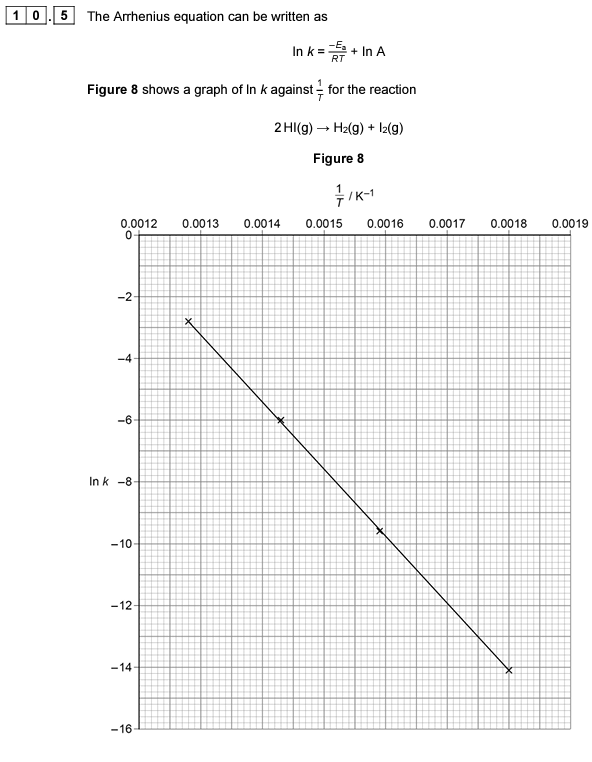 10.5 The Arrhenius equation can be written as
ln k = −Ea/RT + ln A
Figure 8 shows a graph of ln k against 1/T for the reaction
2 HI(g) → H₂(g) + I₂(g)
Figure 8
1/T / K⁻¹
0.0012 0.0013 0.0014 0.0015 0.0016 0.0017 0.0018 0.0019
0
−2
−4
−6
ln k −8
−10
−12
−14
−16